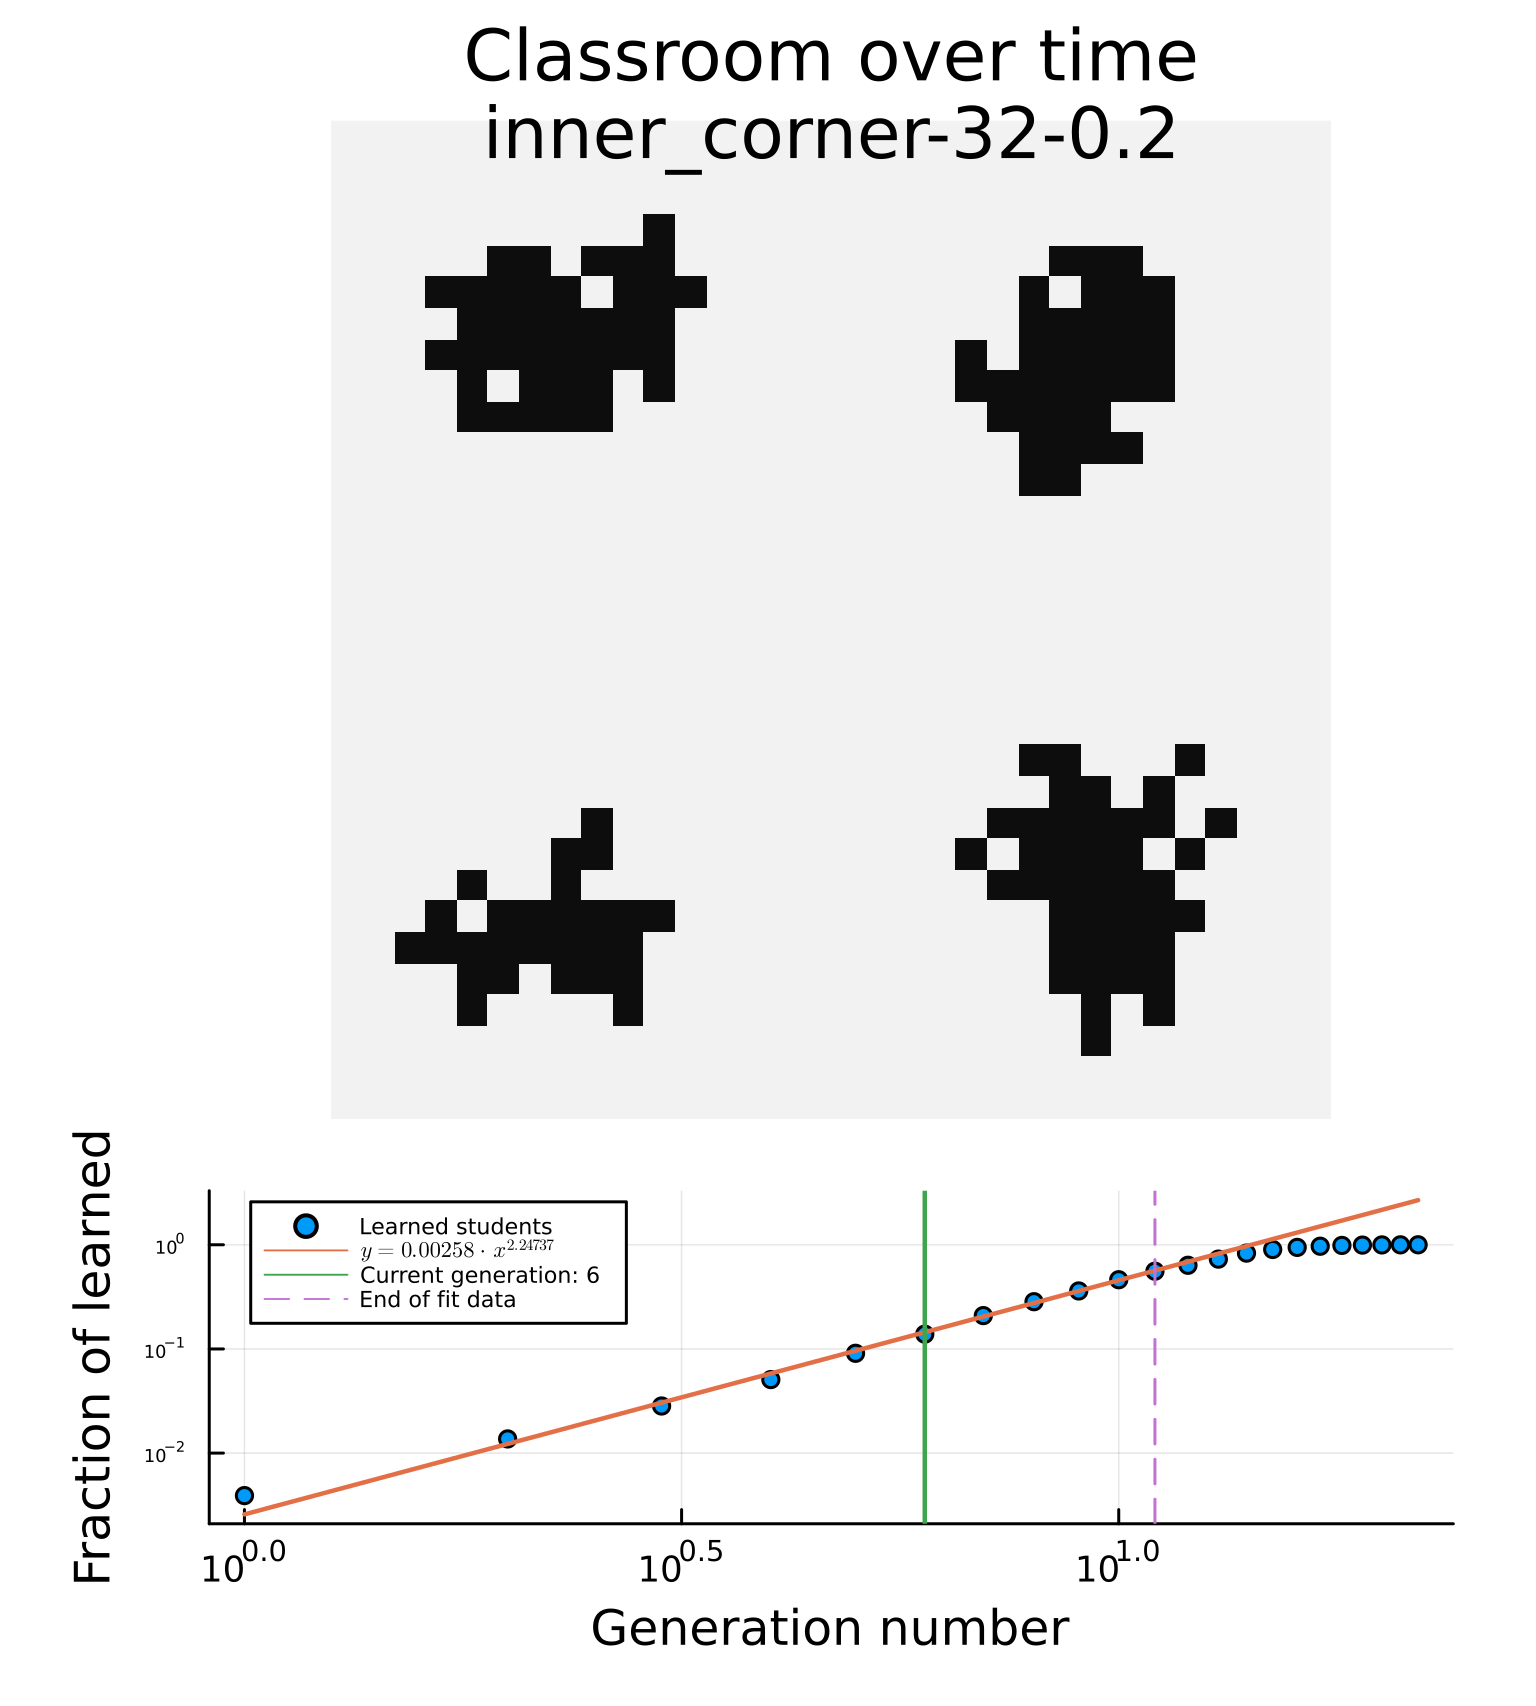 Classroom over time
inner_corner-32-0.2
Fraction of learned
10^0
10^−1
10^−2
Learned students
y = 0.00258 · x^2.24737
Current generation: 6
End of fit data
10^0.0
10^0.5
10^1.0
Generation number